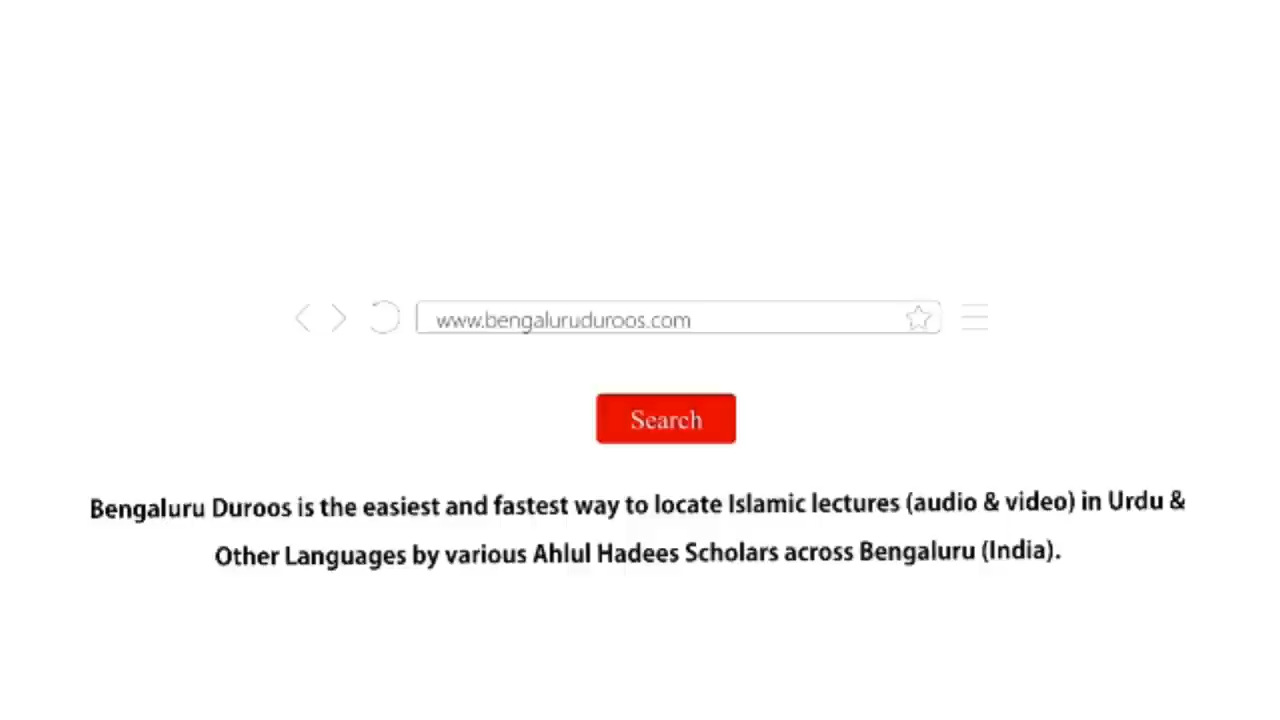 www.bengaluruduroos.com
Search
Bengaluru Duroos is the easiest and fastest way to locate Islamic lectures (audio & video) in Urdu &
Other Languages by various Ahlul Hadees Scholars across Bengaluru (India).